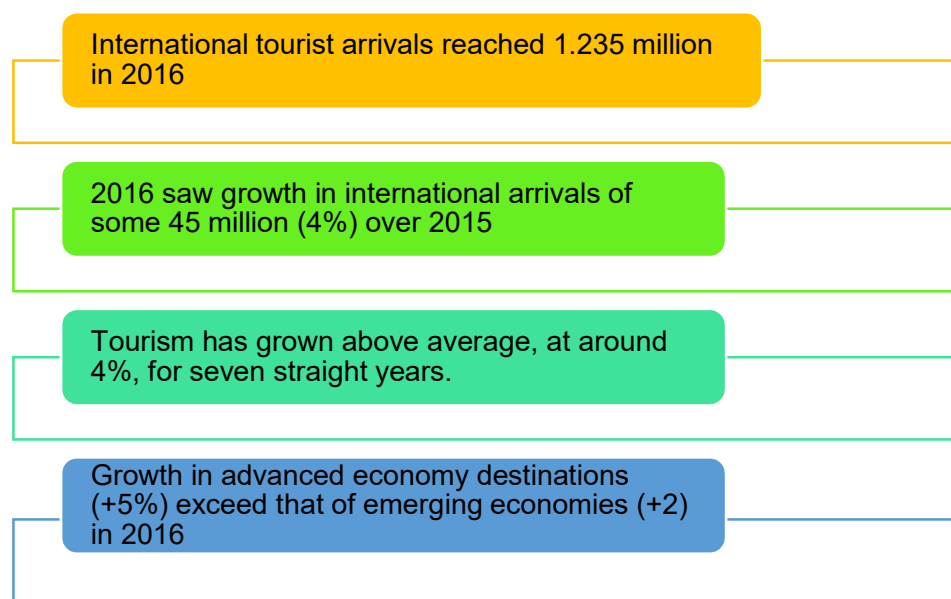 International tourist arrivals reached 1.235 million
in 2016
2016 saw growth in international arrivals of
some 45 million (4%) over 2015
Tourism has grown above average, at around
4%, for seven straight years.
Growth in advanced economy destinations
(+5%) exceed that of emerging economies (+2)
in 2016